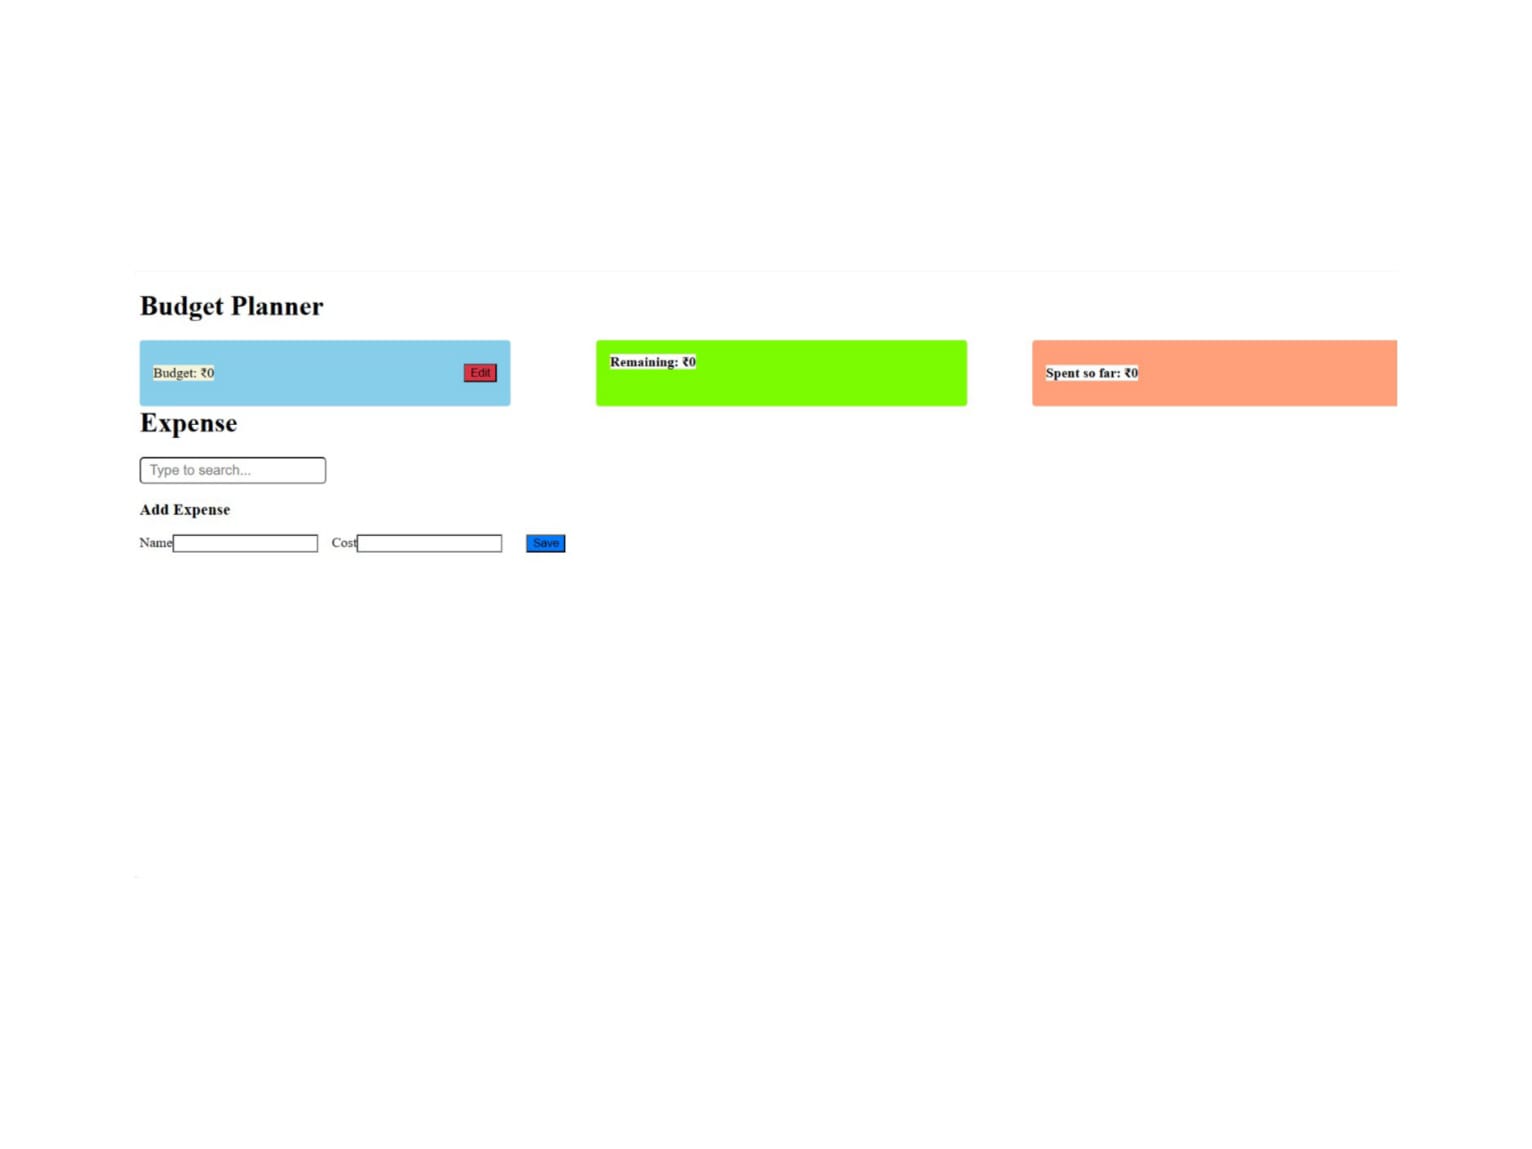 Budget Planner
Budget: ₹0
Edit
Remaining: ₹0
Spent so far: ₹0
Expense
Type to search...
Add Expense
Name
Cost
Save